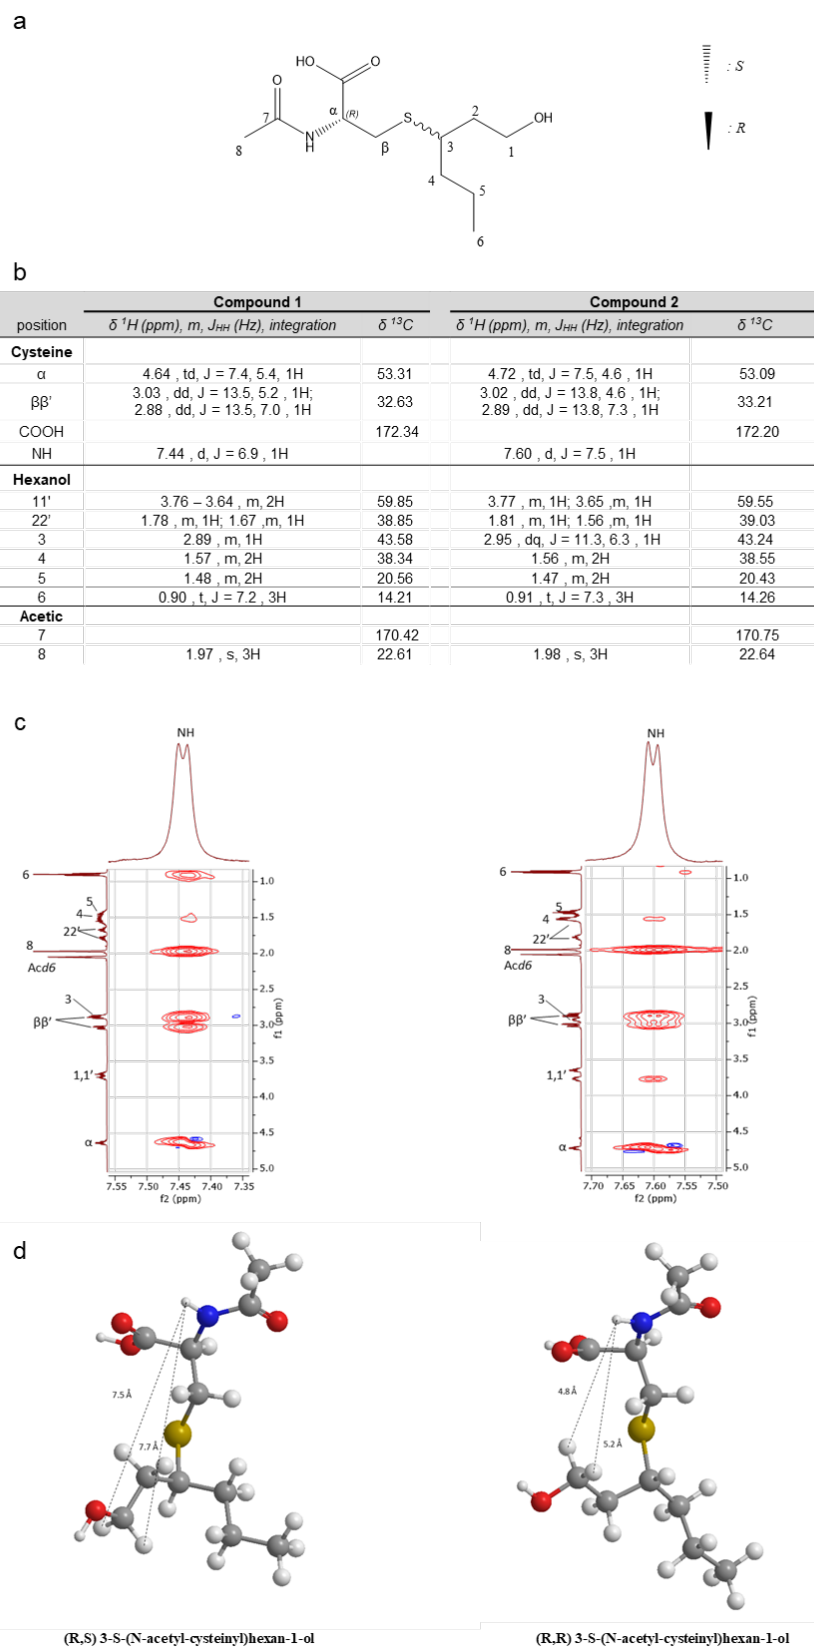 a
HO
O
O
α
(R)
S
2
OH
7
N
H
8
β
3
1
4
5
6
: S
: R
b
Compound 1 Compound 2
position δ ¹H (ppm), m, JHH (Hz), integration δ ¹³C δ ¹H (ppm), m, JHH (Hz), integration δ ¹³C
Cysteine
α 4.64 , td, J = 7.4, 5.4, 1H 53.31 4.72 , td, J = 7.5, 4.6 , 1H 53.09
ββ’ 3.03 , dd, J = 13.5, 5.2 , 1H; 32.63 3.02 , dd, J = 13.8, 4.6 , 1H; 33.21
2.88 , dd, J = 13.5, 7.0 , 1H 2.89 , dd, J = 13.8, 7.3 , 1H
COOH 172.34 172.20
NH 7.44 , d, J = 6.9 , 1H 7.60 , d, J = 7.5 , 1H
Hexanol
11' 3.76 – 3.64 , m, 2H 59.85 3.77 , m, 1H; 3.65 ,m, 1H 59.55
22’ 1.78 , m, 1H; 1.67 ,m, 1H 38.85 1.81 , m, 1H; 1.56 ,m, 1H 39.03
3 2.89 , m, 1H 43.58 2.95 , dq, J = 11.3, 6.3 , 1H 43.24
4 1.57 , m, 2H 38.34 1.56 , m, 2H 38.55
5 1.48 , m, 2H 20.56 1.47 , m, 2H 20.43
6 0.90 , t, J = 7.2 , 3H 14.21 0.91 , t, J = 7.3 , 3H 14.26
Acetic
7 170.42 170.75
8 1.97 , s, 3H 22.61 1.98 , s, 3H 22.64
c
NH
6
5
4
22’
8
Acd6
3
ββ’
1,1’
α
1.0
1.5
2.0
2.5
3.0
3.5
4.0
4.5
5.0
f1 (ppm)
7.55 7.50 7.45 7.40 7.35
f2 (ppm)
NH
6
5
4
22’
8
Acd6
3
ββ’
1,1’
α
1.0
1.5
2.0
2.5
3.0
3.5
4.0
4.5
5.0
f1 (ppm)
7.70 7.65 7.60 7.55 7.50
f2 (ppm)
d
7.5 Å
7.7 Å
4.8 Å
5.2 Å
(R,S) 3-S-(N-acetyl-cysteinyl)hexan-1-ol
(R,R) 3-S-(N-acetyl-cysteinyl)hexan-1-ol